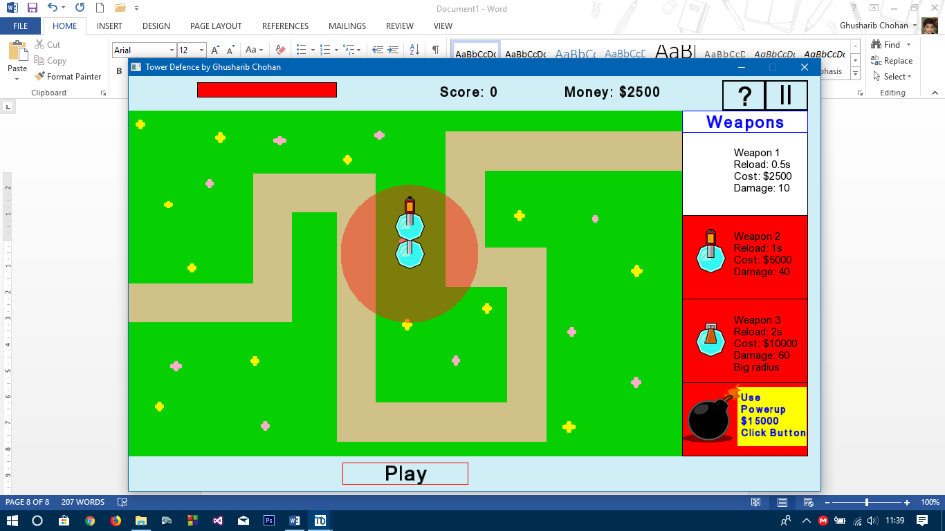 Document1 - Word
FILE HOME INSERT DESIGN PAGE LAYOUT REFERENCES MAILINGS REVIEW VIEW Ghusharib Chohan
Cut
Copy
Paste
Format Painter
Clipboard
Arial 12 Aa
B
AaBbCcDc AaBbCcDc AaBbC AaBbCcC AaB AaBbCcD AaBbCcDc AaBbCcDc
Find
Replace
Select
Editing
Tower Defence by Ghusharib Chohan
Score: 0 Money: $2500 ?
Weapons
Weapon 1
Reload: 0.5s
Cost: $2500
Damage: 10
Weapon 2
Reload: 1s
Cost: $5000
Damage: 40
Weapon 3
Reload: 2s
Cost: $10000
Damage: 60
Big radius
Use
Powerup
$15000
Click Button
Play
PAGE 8 OF 8 207 WORDS 100%
TD
11:39